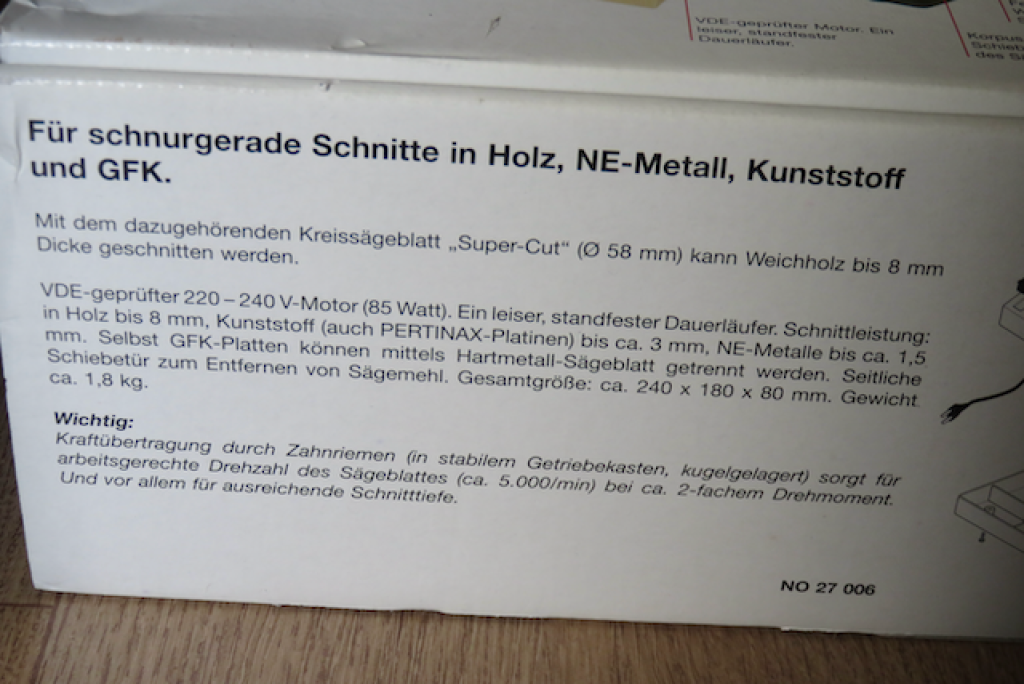 VDE-geprüfter Motor. Ein
leiser, standfester
Dauerläufer.
Korpus
Schieb
des S
Für schnurgerade Schnitte in Holz, NE-Metall, Kunststoff
und GFK.
Mit dem dazugehörenden Kreissägeblatt „Super-Cut“ (Ø 58 mm) kann Weichholz bis 8 mm
Dicke geschnitten werden.
VDE-geprüfter 220 – 240 V-Motor (85 Watt). Ein leiser, standfester Dauerläufer. Schnittleistung:
in Holz bis 8 mm, Kunststoff (auch PERTINAX-Platinen) bis ca. 3 mm, NE-Metalle bis ca. 1,5
mm. Selbst GFK-Platten können mittels Hartmetall-Sägeblatt getrennt werden. Seitliche
Schiebetür zum Entfernen von Sägemehl. Gesamtgröße: ca. 240 x 180 x 80 mm. Gewicht
ca. 1,8 kg.
Wichtig:
Kraftübertragung durch Zahnriemen (in stabilem Getriebekasten, kugelgelagert) sorgt für
arbeitsgerechte Drehzahl des Sägeblattes (ca. 5.000/min) bei ca. 2-fachem Drehmoment.
Und vor allem für ausreichende Schnitttiefe.
NO 27 006